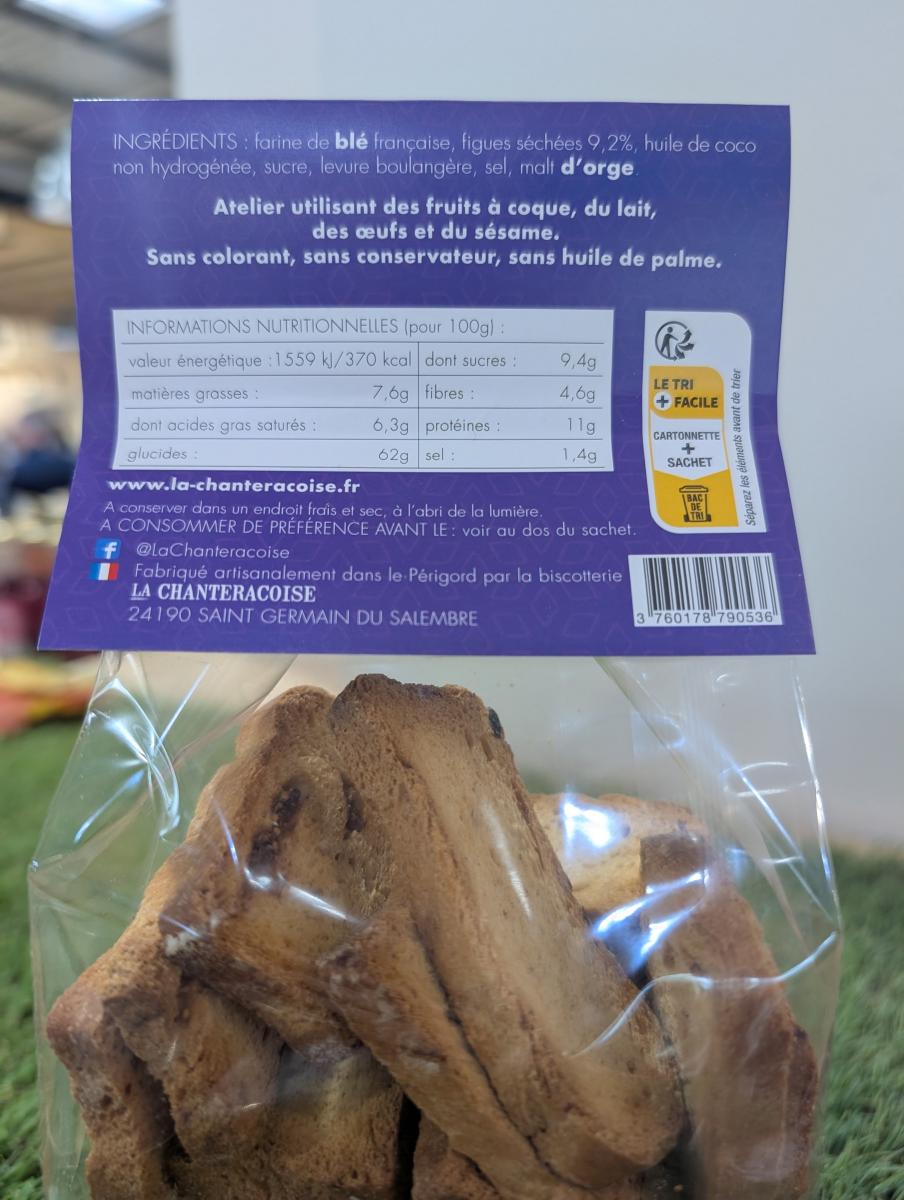 INGRÉDIENTS : farine de blé française, figues séchées 9,2%, huile de coco
non hydrogénée, sucre, levure boulangère, sel, malt d'orge.
Atelier utilisant des fruits à coque, du lait,
des œufs et du sésame.
Sans colorant, sans conservateur, sans huile de palme.
INFORMATIONS NUTRITIONNELLES (pour 100g) :
valeur énergétique : 1559 kJ/370 kcal dont sucres : 9,4g
matières grasses : 7,6g fibres : 4,6g
dont acides gras saturés : 6,3g protéines : 11g
glucides : 62g sel : 1,4g
LE TRI
+ FACILE
CARTONNETTE
+
SACHET
BAC
DE
TRI
Séparez les éléments avant de trier
www.la-chanteracoise.fr
A conserver dans un endroit frais et sec, à l'abri de la lumière.
A CONSOMMER DE PRÉFÉRENCE AVANT LE : voir au dos du sachet.
f @LaChanteracoise
Fabriqué artisanalement dans le Périgord par la biscotterie
LA CHANTERACOISE
24190 SAINT GERMAIN DU SALEMBRE
3 760178 790536